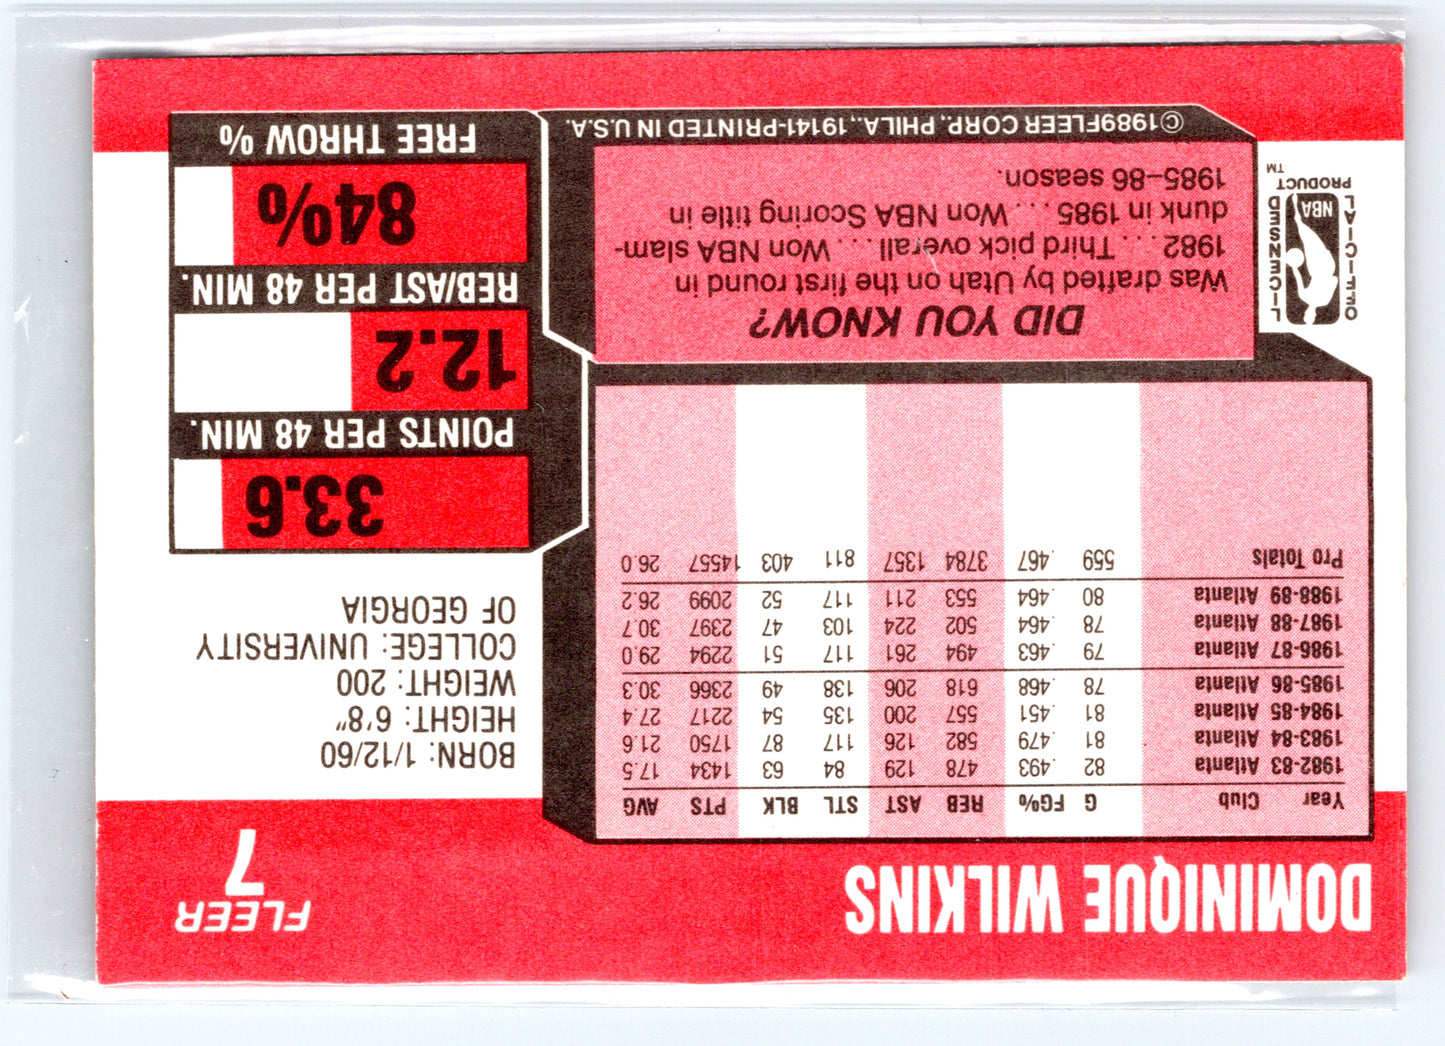 DOMINIQUE WILKINS
FLEER
7
Year Club G FG% REB AST STL BLK PTS AVG
1982-83 Atlanta 82 .493 478 129 84 63 1434 17.5
1983-84 Atlanta 81 .479 582 126 117 87 1750 21.6
1984-85 Atlanta 81 .451 557 200 135 54 2217 27.4
1985-86 Atlanta 78 .468 618 206 138 49 2366 30.3
1986-87 Atlanta 79 .463 494 261 117 51 2294 29.0
1987-88 Atlanta 78 .464 502 224 103 47 2397 30.7
1988-89 Atlanta 80 .464 553 211 117 52 2099 26.2
Pro Totals 559 .467 3784 1357 811 403 14557 26.0
BORN: 1/12/60
HEIGHT: 6'8"
WEIGHT: 200
COLLEGE: UNIVERSITY
OF GEORGIA
33.6
POINTS PER 48 MIN.
12.2
REB/AST PER 48 MIN.
84%
FREE THROW %
DID YOU KNOW?
Was drafted by Utah on the first round in
1982 . . . Third pick overall. . . Won NBA slam-
dunk in 1985 . . . Won NBA Scoring title in
1985–86 season.
©1989FLEER CORP. PHILA., 19141-PRINTED IN U.S.A.
OFFICIAL
LICENSED
NBA
PRODUCT
TM